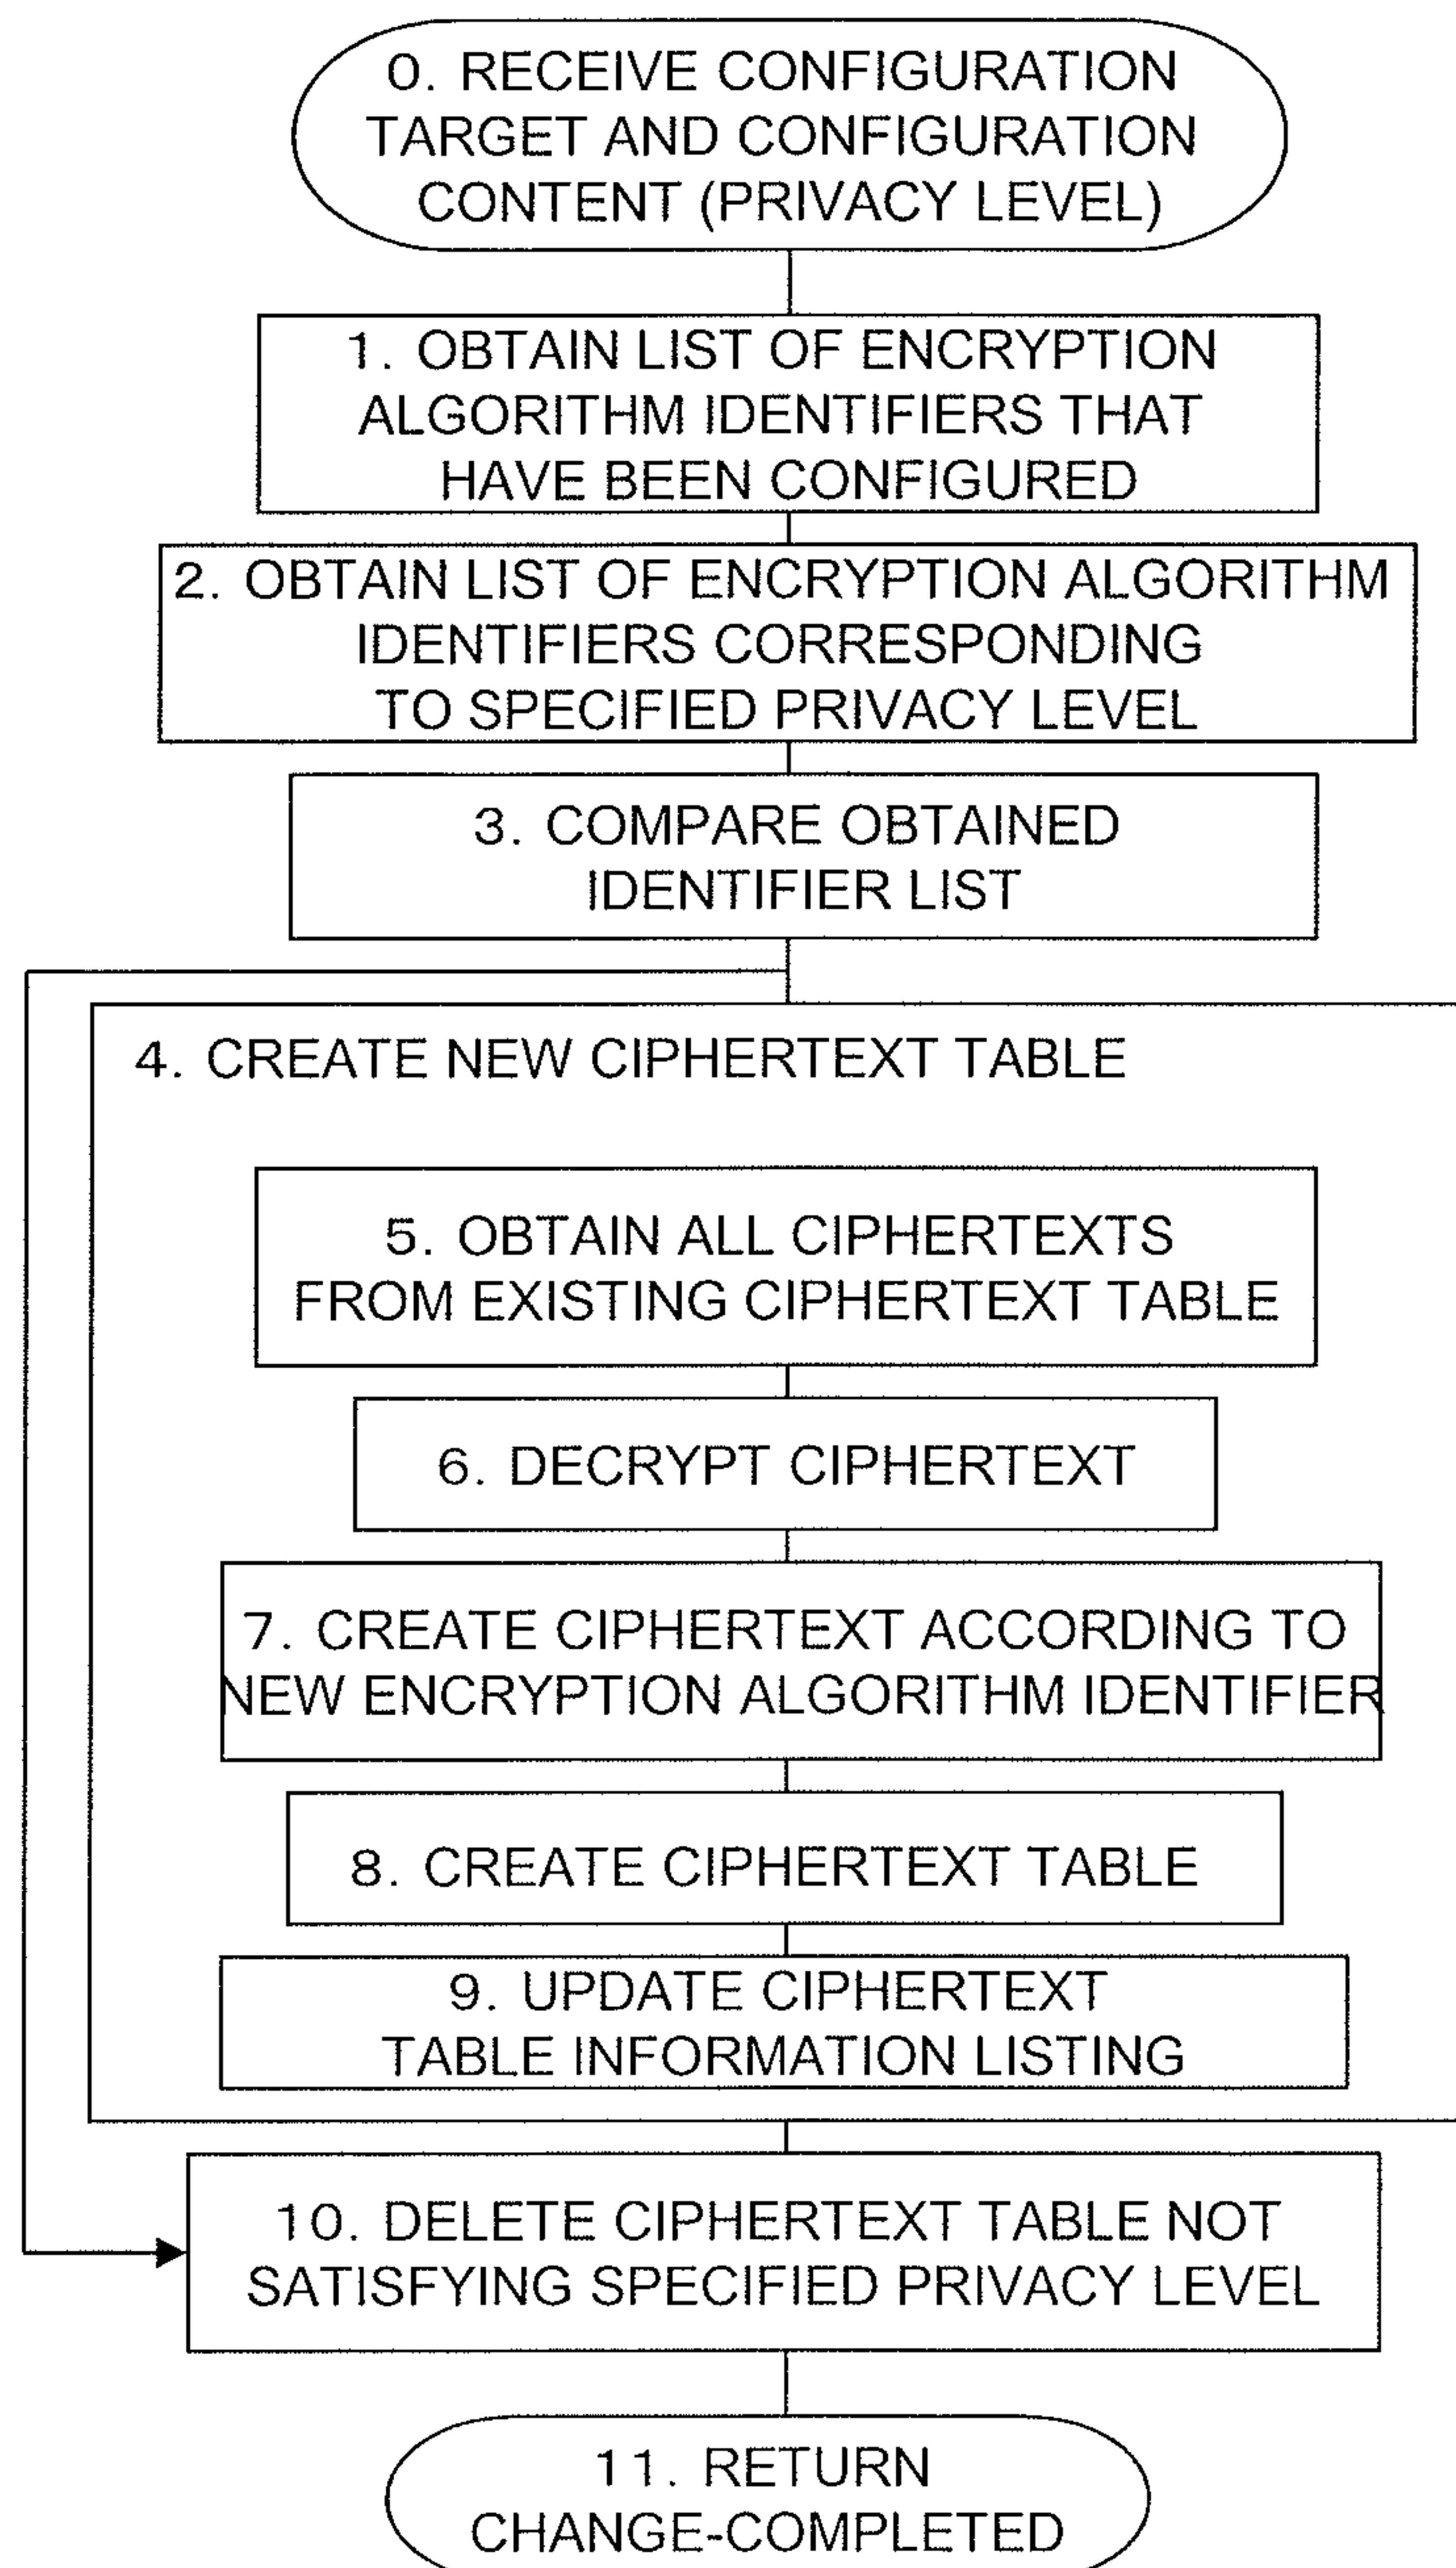 0. RECEIVE CONFIGURATION
TARGET AND CONFIGURATION
CONTENT (PRIVACY LEVEL)
1. OBTAIN LIST OF ENCRYPTION
ALGORITHM IDENTIFIERS THAT
HAVE BEEN CONFIGURED
2. OBTAIN LIST OF ENCRYPTION ALGORITHM
IDENTIFIERS CORRESPONDING
TO SPECIFIED PRIVACY LEVEL
3. COMPARE OBTAINED
IDENTIFIER LIST
4. CREATE NEW CIPHERTEXT TABLE
5. OBTAIN ALL CIPHERTEXTS
FROM EXISTING CIPHERTEXT TABLE
6. DECRYPT CIPHERTEXT
7. CREATE CIPHERTEXT ACCORDING TO
NEW ENCRYPTION ALGORITHM IDENTIFIER
8. CREATE CIPHERTEXT TABLE
9. UPDATE CIPHERTEXT
TABLE INFORMATION LISTING
10. DELETE CIPHERTEXT TABLE NOT
SATISFYING SPECIFIED PRIVACY LEVEL
11. RETURN
CHANGE-COMPLETED